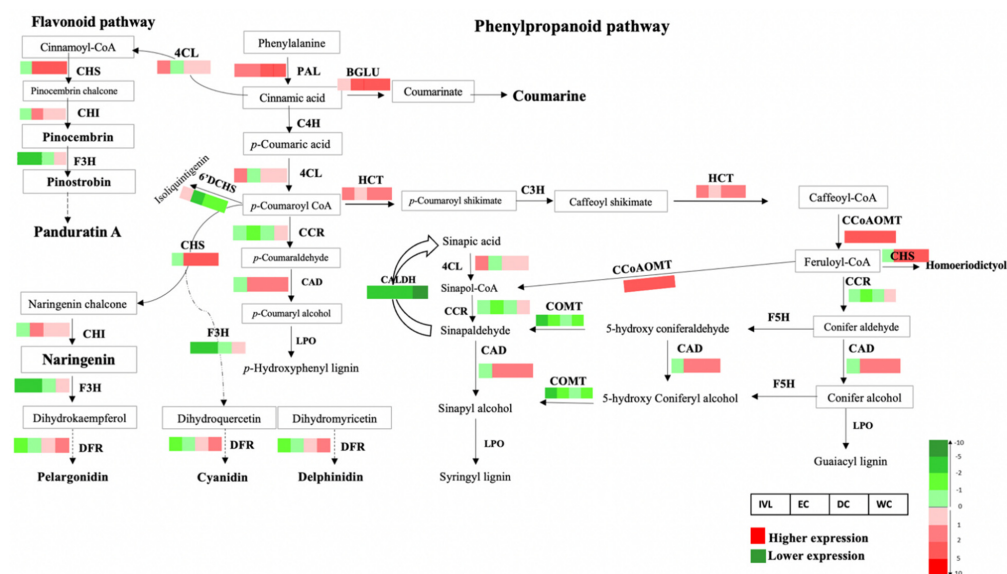 Flavonoid pathway
Phenylpropanoid pathway
Cinnamoyl-CoA
4CL
Phenylalanine
CHS
PAL
BGLU
Pinocembrin chalcone
Cinnamic acid
Coumarinate
Coumarine
CHI
C4H
Pinocembrin
p-Coumaric acid
F3H
4CL
Pinostrobin
Isoliquintigenin
6'DCHS
HCT
C3H
HCT
p-Coumaroyl CoA
p-Coumaroyl shikimate
Caffeoyl shikimate
Caffeoyl-CoA
Panduratin A
CCR
CCoAOMT
CHS
p-Coumaraldehyde
Sinapic acid
CHS
Feruloyl-CoA
Homoeriodictyol
4CL
CCoAOMT
CALDH
CAD
Sinapol-CoA
CCR
Naringenin chalcone
p-Coumaryl alcohol
CCR
COMT
F5H
CHI
F3H
LPO
Sinapaldehyde
5-hydroxy coniferaldehyde
Conifer aldehyde
Naringenin
p-Hydroxyphenyl lignin
CAD
CAD
CAD
F3H
COMT
F5H
5-hydroxy Coniferyl alcohol
Conifer alcohol
Dihydrokaempferol
Dihydroquercetin
Dihydromyricetin
Sinapyl alcohol
LPO
DFR
DFR
DFR
LPO
Pelargonidin
Cyanidin
Delphinidin
Syringyl lignin
Guaiacyl lignin
IVL EC DC WC
Higher expression
Lower expression
-10
-5
-2
-1
0
1
2
5
10